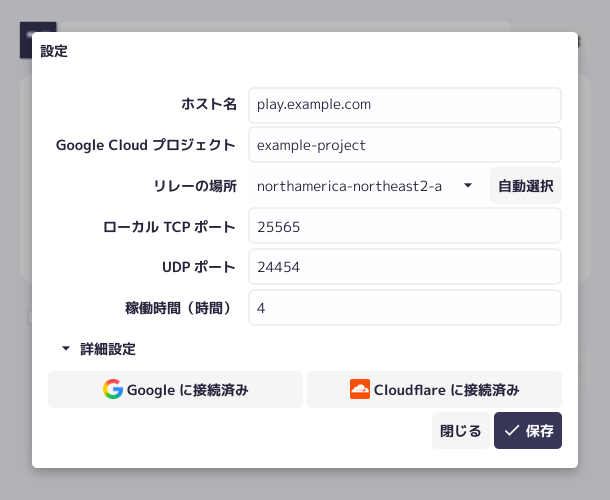 設定
ホスト名 play.example.com
Google Cloud プロジェクト example-project
リレーの場所 northamerica-northeast2-a 自動選択
ローカル TCP ポート 25565
UDP ポート 24454
稼働時間（時間） 4
詳細設定
Google に接続済み Cloudflare に接続済み
閉じる 保存